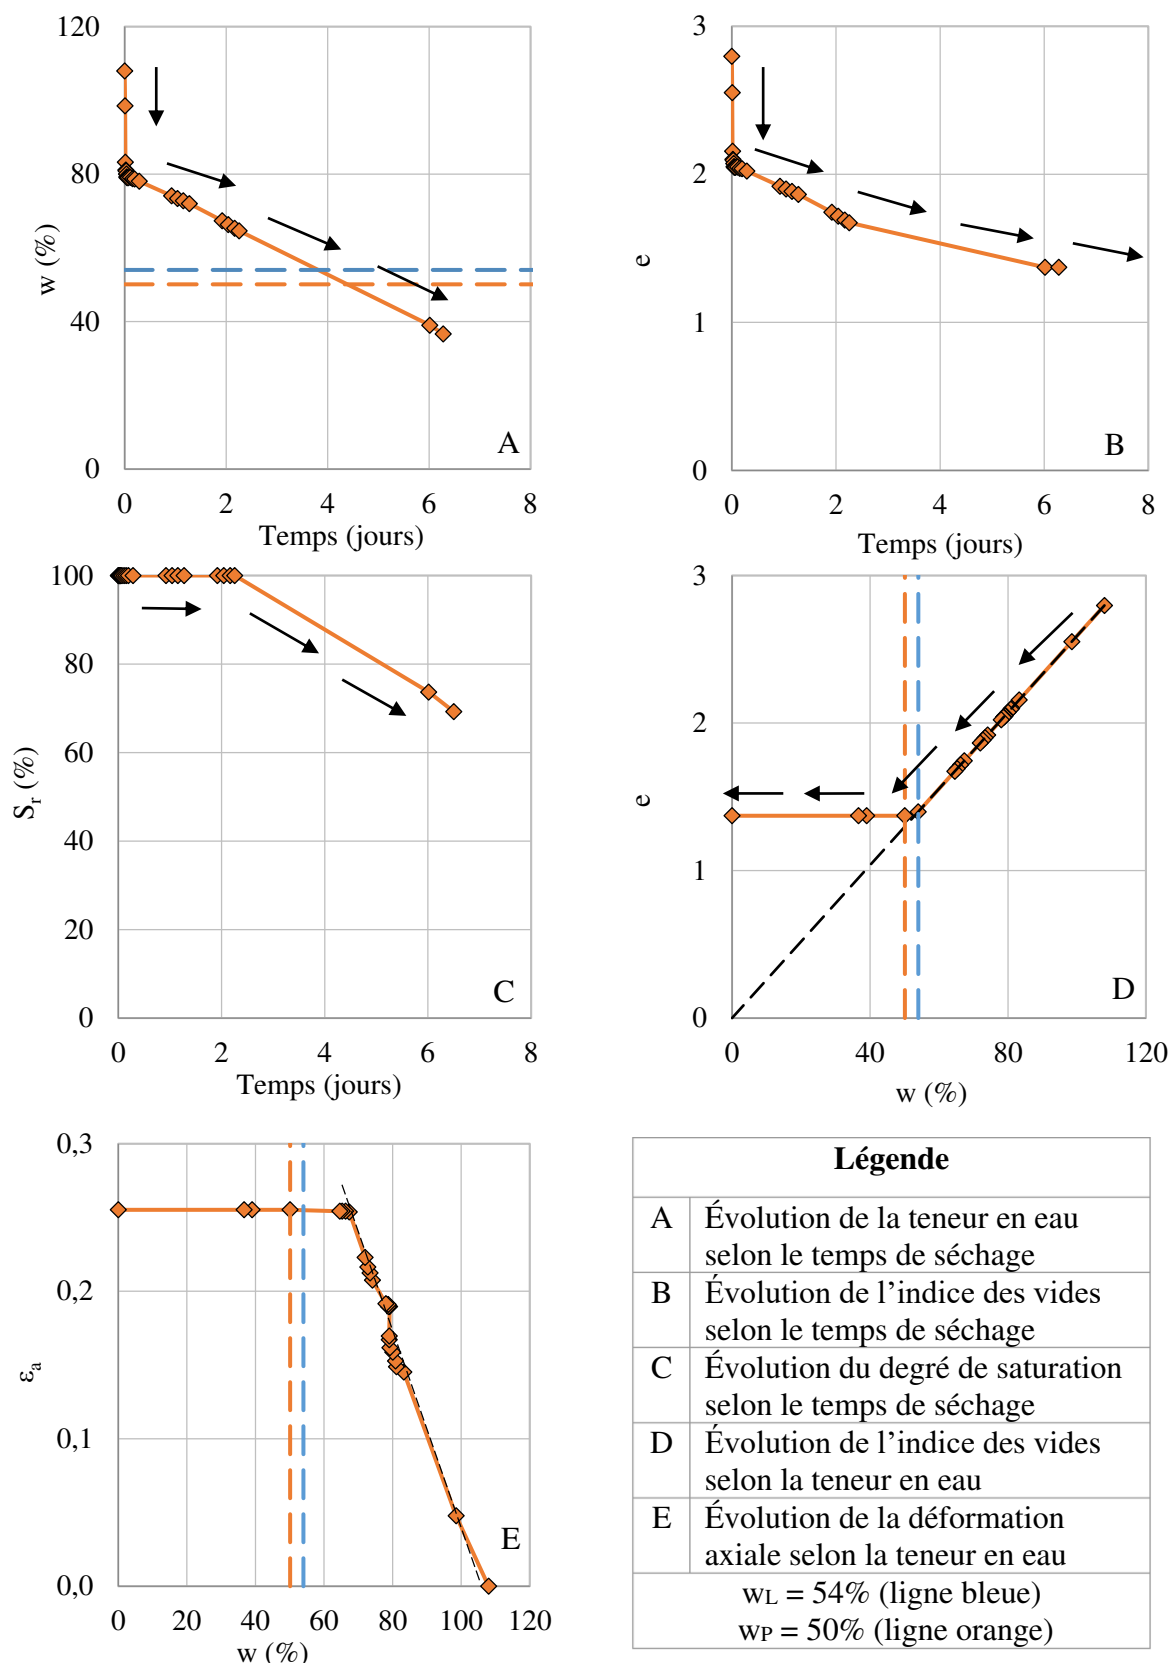 120
80
40
0
w (%)
0 2 4 6 8
Temps (jours)
A
3
2
1
0
e
0 2 4 6 8
Temps (jours)
B
100
80
60
40
20
0
Sr (%)
0 2 4 6 8
Temps (jours)
C
3
2
1
0
e
0 40 80 120
w (%)
D
0,3
0,2
0,1
0,0
εa
0 20 40 60 80 100 120
w (%)
E
Légende
A Évolution de la teneur en eau
selon le temps de séchage
B Évolution de l’indice des vides
selon le temps de séchage
C Évolution du degré de saturation
selon le temps de séchage
D Évolution de l’indice des vides
selon la teneur en eau
E Évolution de la déformation
axiale selon la teneur en eau
wL = 54% (ligne bleue)
wP = 50% (ligne orange)